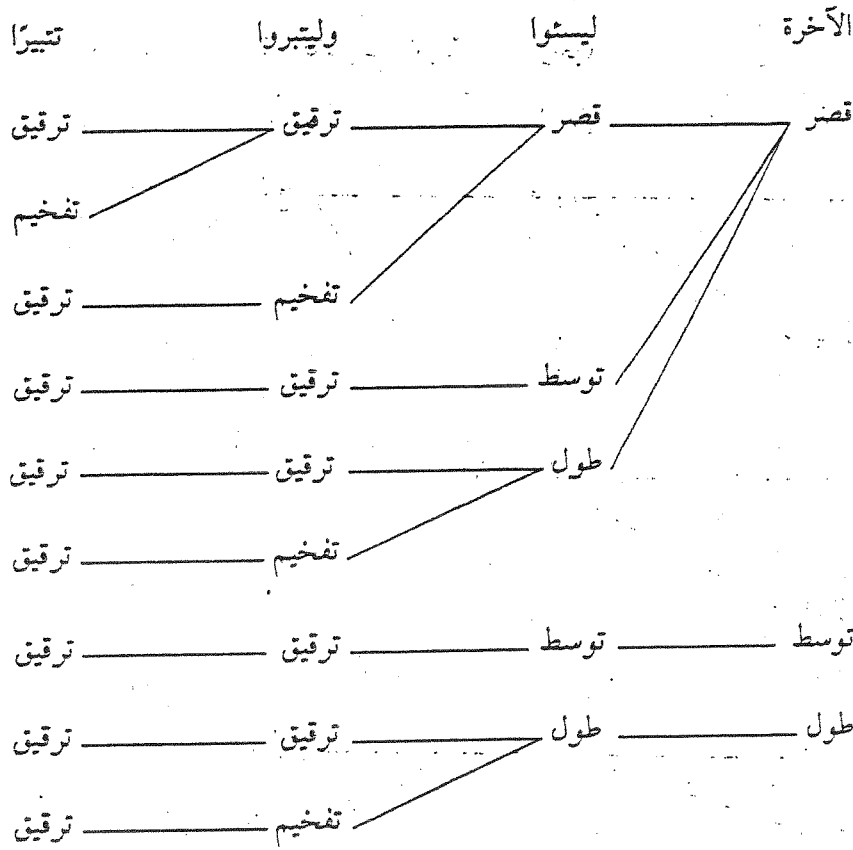 الآخرة ليسئوا وليتبروا تتبيرًا
قصر قصر ترقيق ترقيق
تفخيم
تفخيم ترقيق
توسط ترقيق ترقيق
طول ترقيق ترقيق
تفخيم ترقيق
توسط توسط ترقيق ترقيق
طول طول ترقيق ترقيق
تفخيم ترقيق